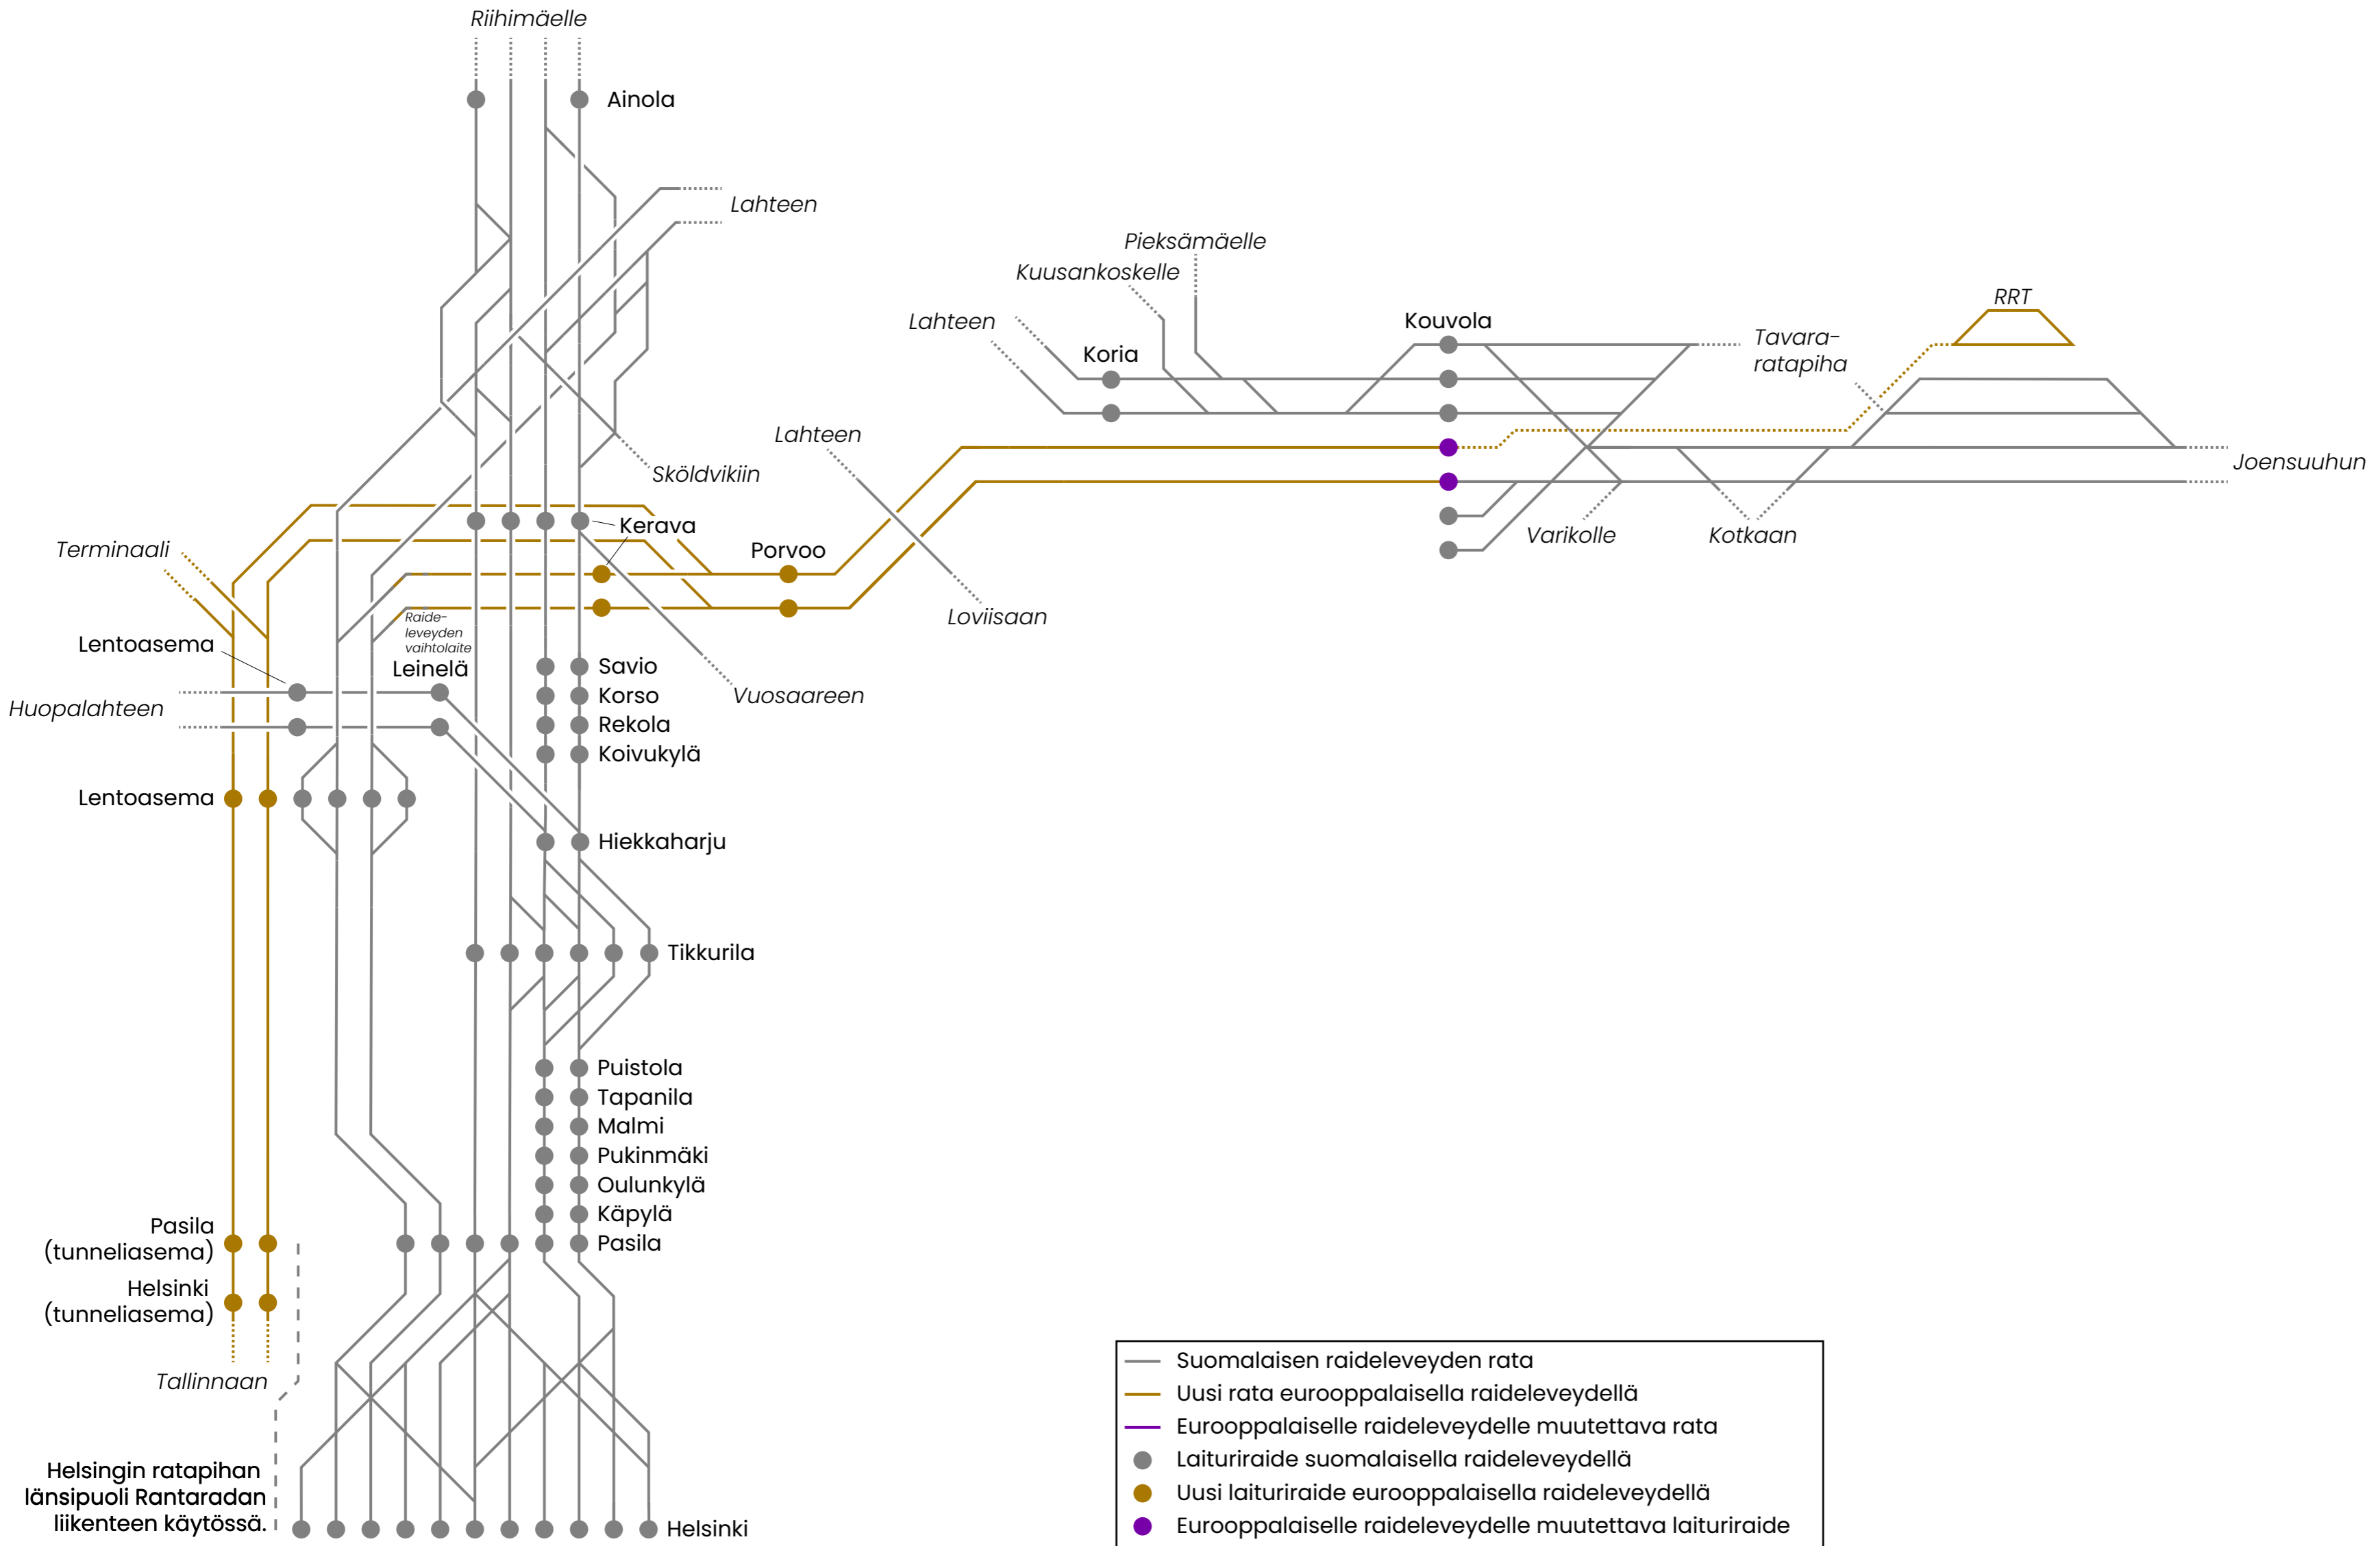 Riihimäelle
Ainola
Lahteen
Pieksämäelle
Kuusankoskelle
Lahteen
Koria
Kouvola
RRT
Tavara-
ratapiha
Joensuuhun
Varikolle
Kotkaan
Lahteen
Loviisaan
Sköldvikiin
Kerava
Porvoo
Terminaali
Raide-
leveyden
vaihtolaite
Leinelä
Lentoasema
Huopalahteen
Savio
Korso
Rekola
Koivukylä
Vuosaareen
Lentoasema
Hiekkaharju
Tikkurila
Puistola
Tapanila
Malmi
Pukinmäki
Oulunkylä
Käpylä
Pasila
Pasila
(tunneliasema)
Helsinki
(tunneliasema)
Tallinnaan
Helsingin ratapihan
länsipuoli Rantaradan
liikenteen käytössä.
Helsinki
Suomalaisen raideleveyden rata
Uusi rata eurooppalaisella raideleveydellä
Eurooppalaiselle raideleveydelle muutettava rata
Laituriraide suomalaisella raideleveydellä
Uusi laituriraide eurooppalaisella raideleveydellä
Eurooppalaiselle raideleveydelle muutettava laituriraide